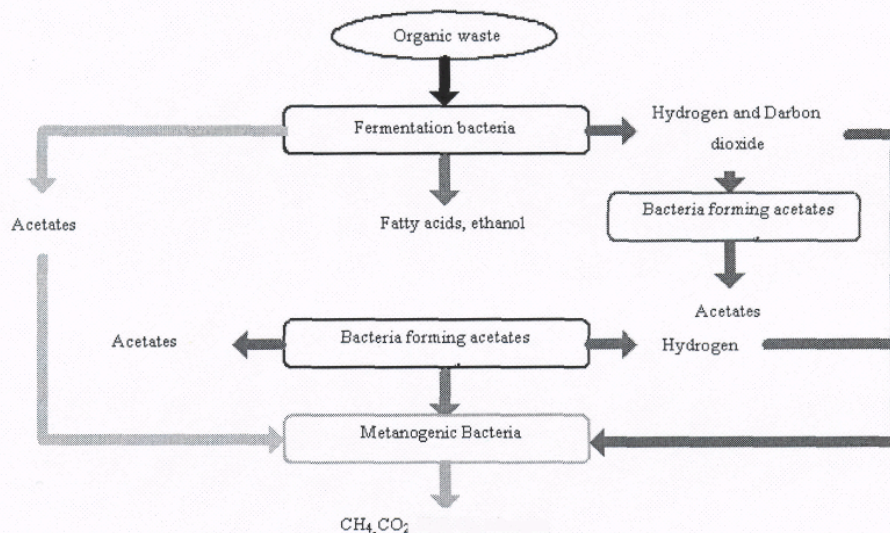 Organic waste
Fermentation bacteria
Hydrogen and Darbon
dioxide
Acetates
Fatty acids, ethanol
Bacteria forming acetates
Acetates
Acetates
Bacteria forming acetates
Hydrogen
Metanogenic Bacteria
CH4,CO2